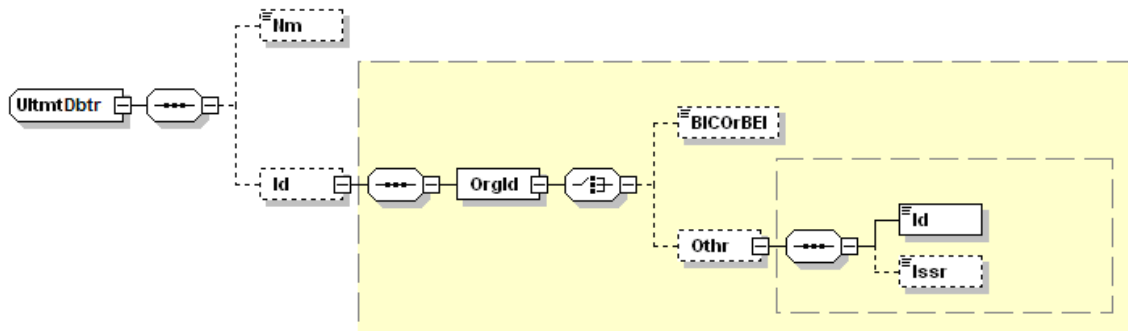 Nm
UltmtDbtr
BICOrBEI
Id
OrgId
Id
Othr
Issr